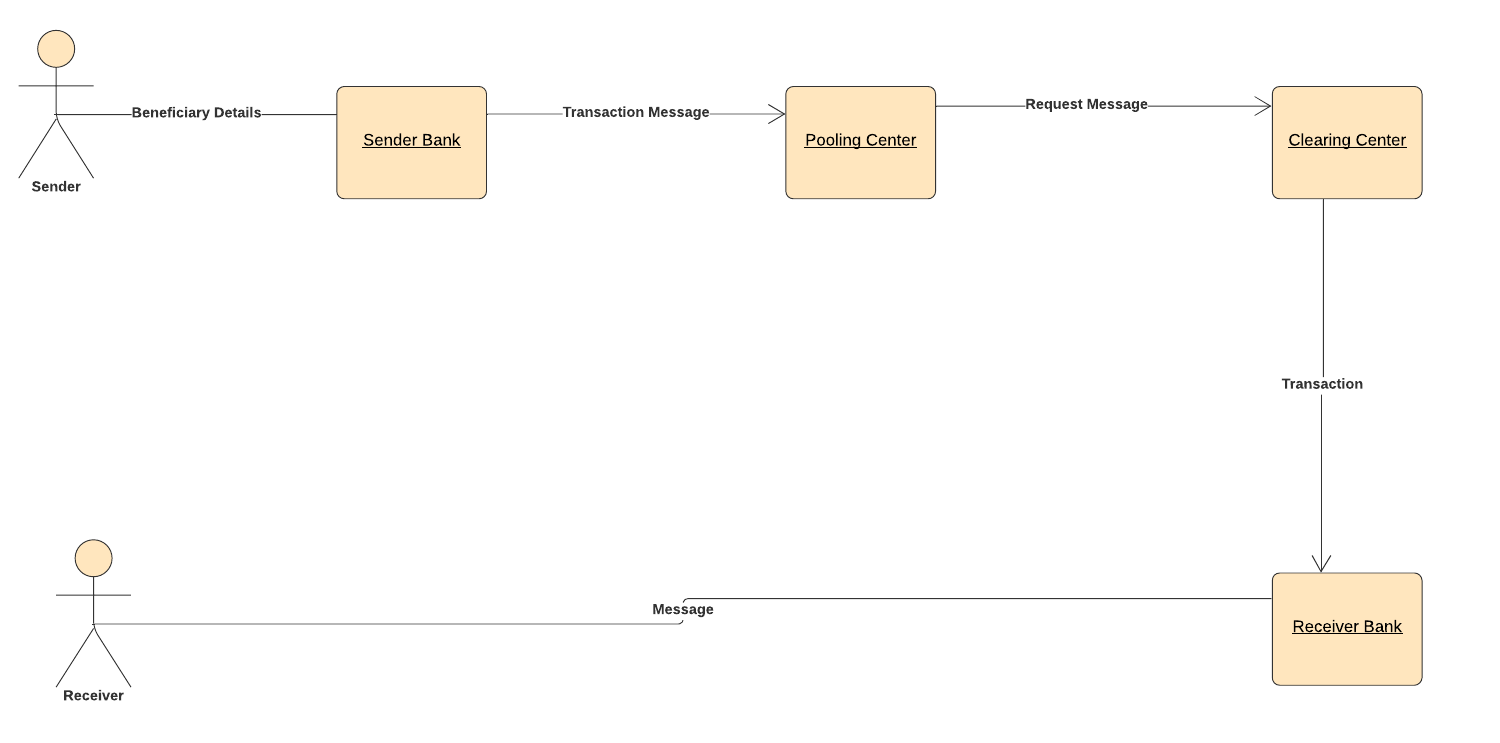 Beneficiary Details
Sender Bank
Transaction Message
Pooling Center
Request Message
Clearing Center
Sender
Transaction
Message
Receiver Bank
Receiver